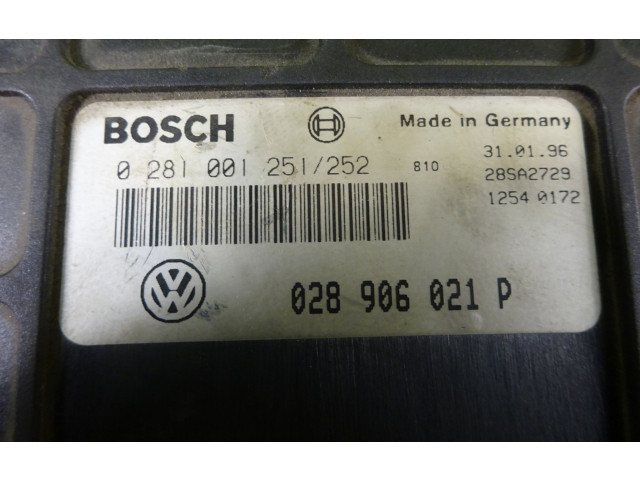 BOSCH
Made in Germany
0 281 001 251/252
810
31.01.96
28SA2729
1254 0172
VW
028 906 021 P